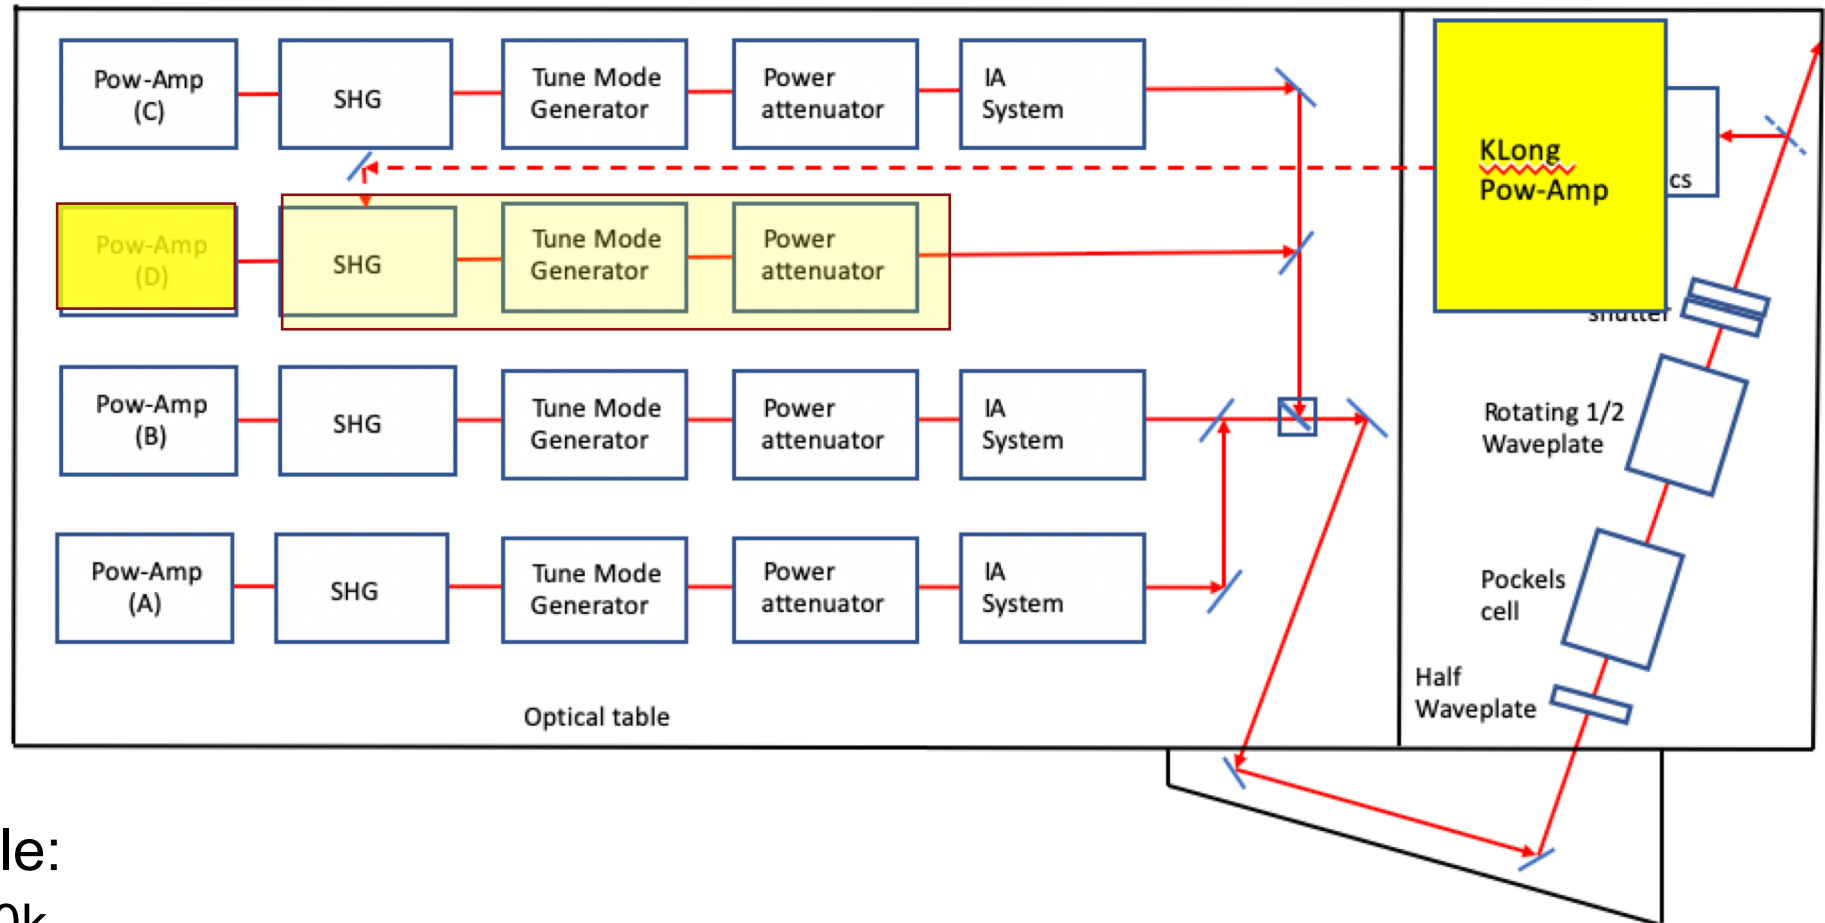 Pow-Amp
(C)
SHG
Tune Mode
Generator
Power
attenuator
IA
System
KLong
Pow-Amp
cs
Pow-Amp
(D)
SHG
Tune Mode
Generator
Power
attenuator
shutter
Pow-Amp
(B)
SHG
Tune Mode
Generator
Power
attenuator
IA
System
Rotating 1/2
Waveplate
Pow-Amp
(A)
SHG
Tune Mode
Generator
Power
attenuator
IA
System
Pockels
cell
Half
Waveplate
Optical table
le:
0k